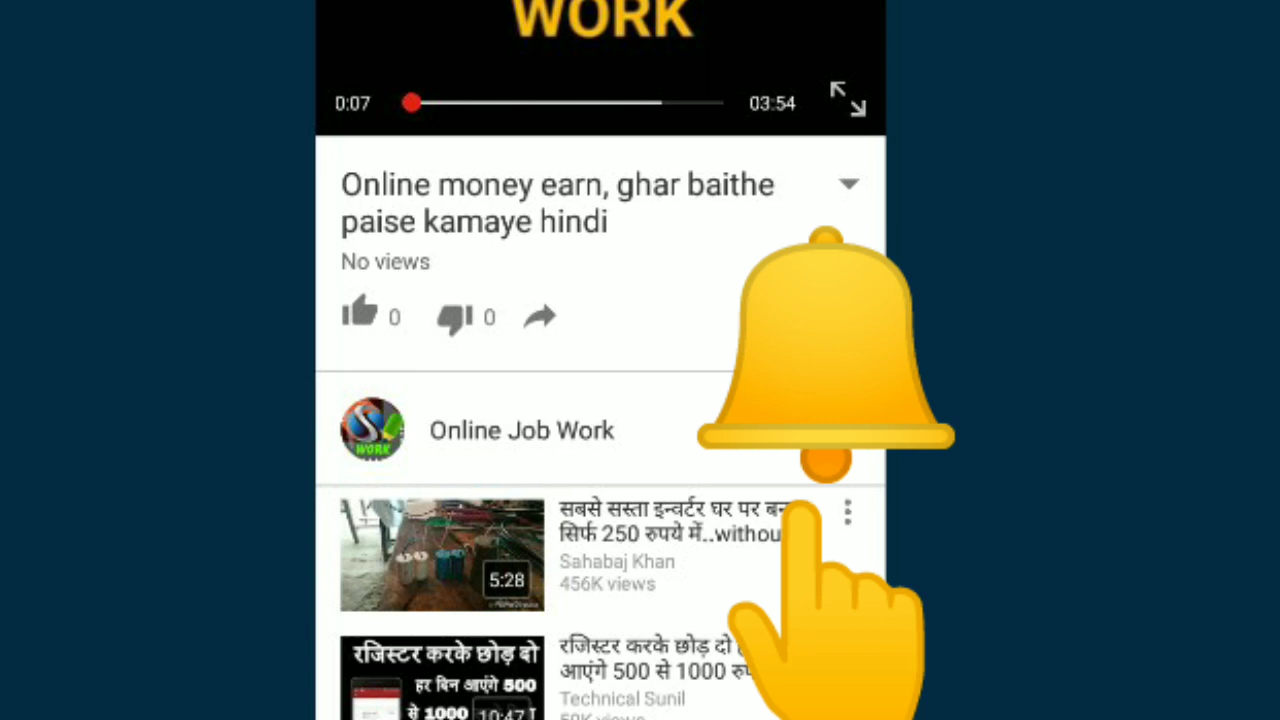 WORK
0:07
03:54
Online money earn, ghar baithe
paise kamaye hindi
No views
0
0
WORK
Online Job Work
5:28
सबसे सस्ता इन्वर्टर घर पर
सिर्फ 250 रुपये में..withou
Sahabaj Khan
456K views
रजिस्टर करके छोड़ दो
हर दिन आएंगे 500
से 1000
10:47
रजिस्टर करके छोड़ दो
आएंगे 500 से 1000
Technical Sunil
views